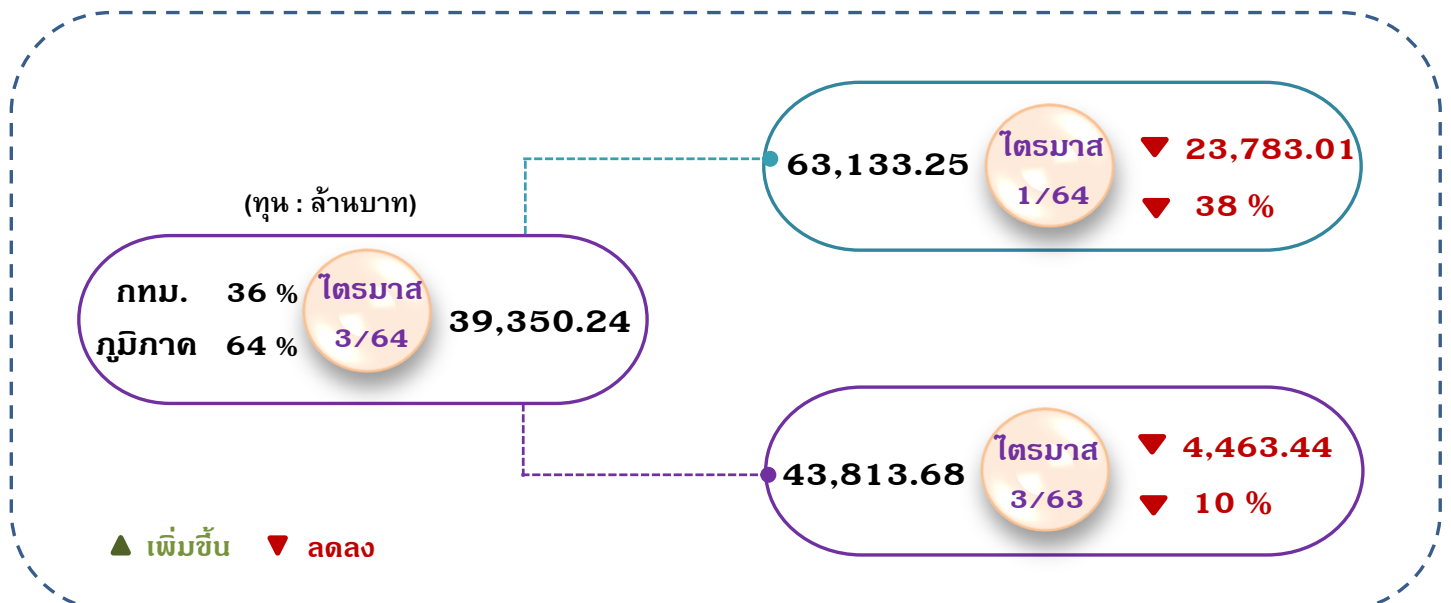 (ทุน : ล้านบาท)
กทม. 36 %
ภูมิภาค 64 %
ไตรมาส
3/64
39,350.24
63,133.25
ไตรมาส
1/64
▼ 23,783.01
▼ 38 %
43,813.68
ไตรมาส
3/63
▼ 4,463.44
▼ 10 %
▲ เพิ่มขึ้น ▼ ลดลง